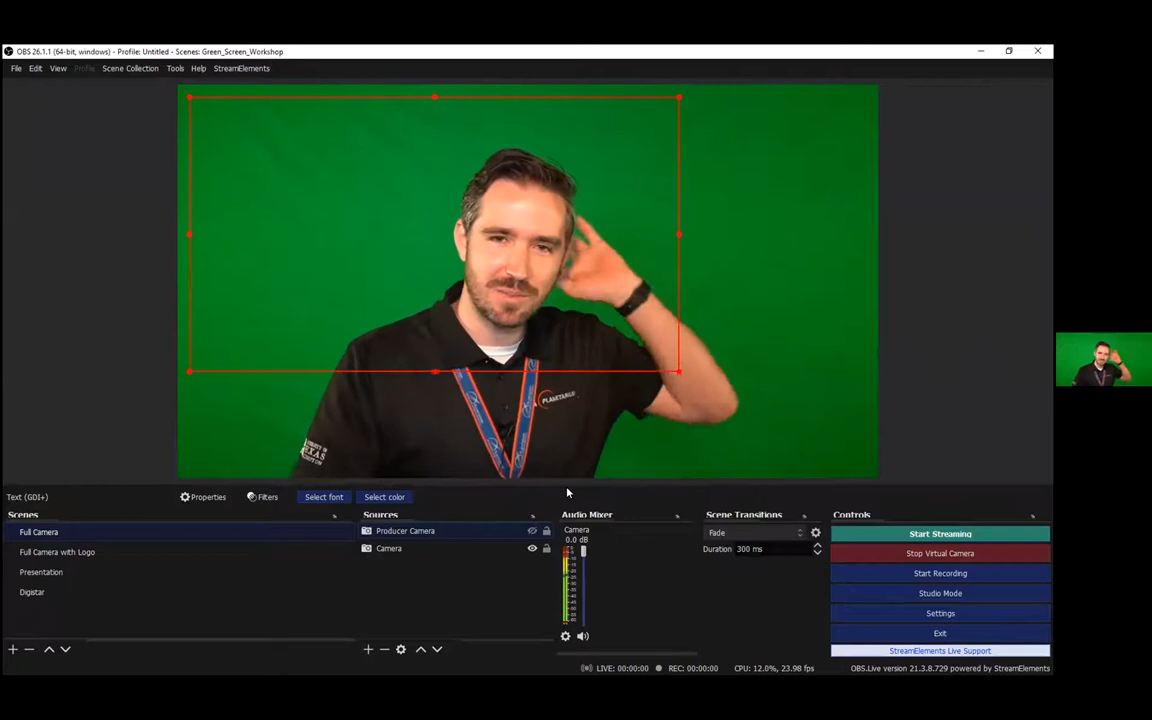 OBS 26.1.1 (64-bit, windows) - Profile: Untitled - Scenes: Green_Screen_Workshop
File Edit View Profile Scene Collection Tools Help StreamElements
PLANETARIU
TEXAS
Text (GDI+) Properties Filters Select font Select color
Scenes Sources Audio Mixer Scene Transitions Controls
Full Camera
Full Camera with Logo
Presentation
Digistar
Producer Camera
Camera
Camera
0.0 dB
Fade
Duration 300 ms
Start Streaming
Stop Virtual Camera
Start Recording
Studio Mode
Settings
Exit
StreamElements Live Support
LIVE: 00:00:00 REC: 00:00:00 CPU: 12.0%, 23.98 fps OBS.Live version 21.3.8.729 powered by StreamElements